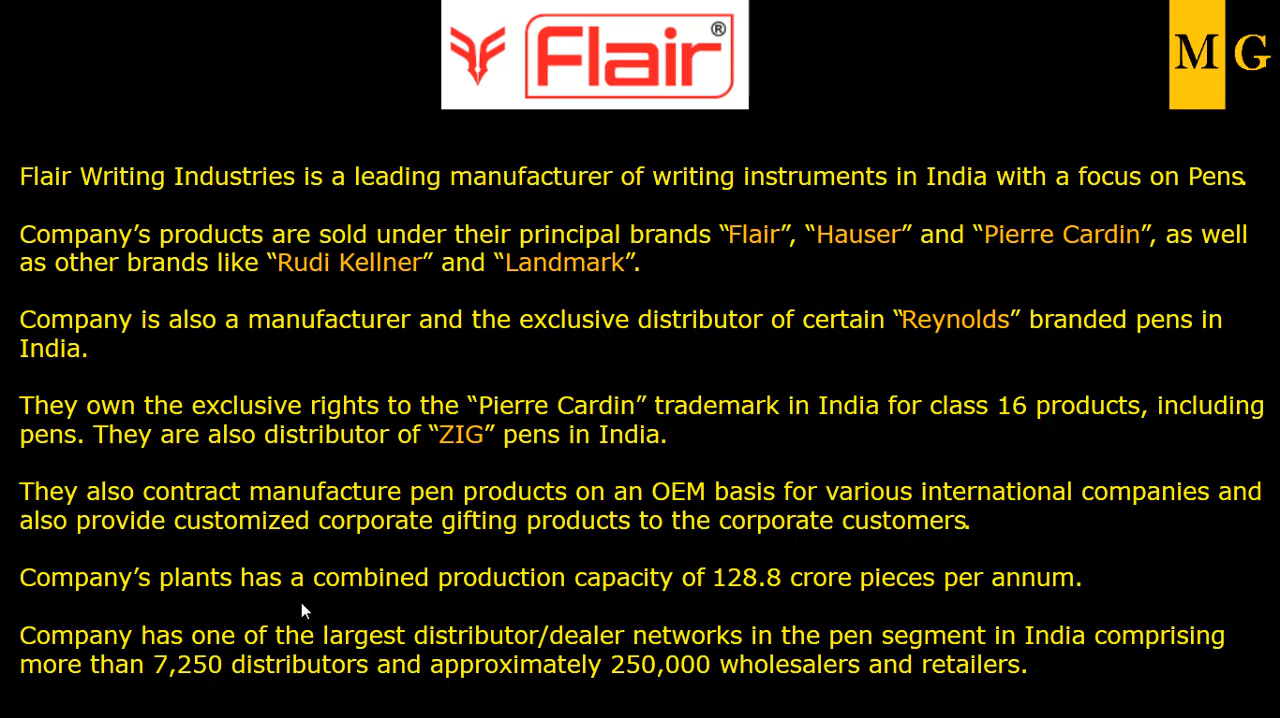 Flair®
M G
Flair Writing Industries is a leading manufacturer of writing instruments in India with a focus on Pens.
Company’s products are sold under their principal brands “Flair”, “Hauser” and “Pierre Cardin”, as well
as other brands like “Rudi Kellner” and “Landmark”.
Company is also a manufacturer and the exclusive distributor of certain “Reynolds” branded pens in
India.
They own the exclusive rights to the “Pierre Cardin” trademark in India for class 16 products, including
pens. They are also distributor of “ZIG” pens in India.
They also contract manufacture pen products on an OEM basis for various international companies and
also provide customized corporate gifting products to the corporate customers.
Company’s plants has a combined production capacity of 128.8 crore pieces per annum.
Company has one of the largest distributor/dealer networks in the pen segment in India comprising
more than 7,250 distributors and approximately 250,000 wholesalers and retailers.